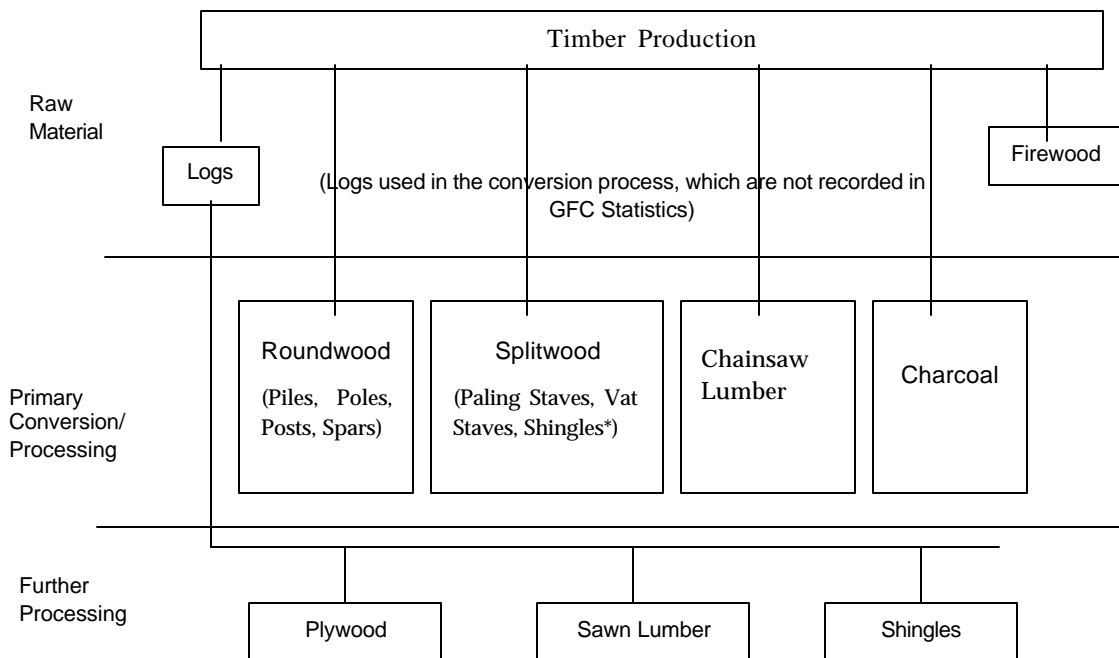 Timber Production
Raw
Material
Logs
Firewood
(Logs used in the conversion process, which are not recorded in
GFC Statistics)
Primary
Conversion/
Processing
Roundwood
(Piles, Poles,
Posts, Spars)
Splitwood
(Paling Staves, Vat
Staves, Shingles*)
Chainsaw
Lumber
Charcoal
Further
Processing
Plywood
Sawn Lumber
Shingles